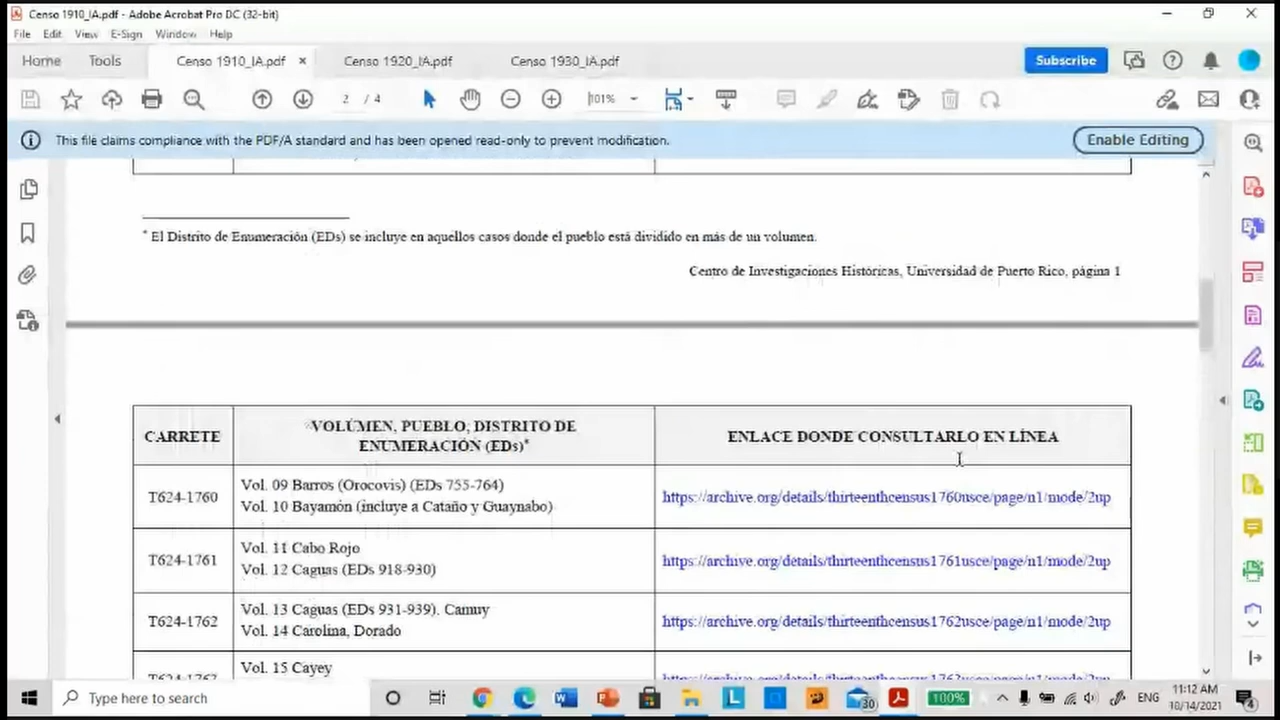 Censo 1910_IA.pdf - Adobe Acrobat Pro DC (32-bit)
File Edit View E-Sign Window Help
Home Tools Censo 1910_IA.pdf × Censo 1920_IA.pdf Censo 1930_IA.pdf Subscribe
2 / 4 101%
This file claims compliance with the PDF/A standard and has been opened read-only to prevent modification. Enable Editing
* El Distrito de Enumeración (EDs) se incluye en aquellos casos donde el pueblo está dividido en más de un volumen.
Centro de Investigaciones Históricas, Universidad de Puerto Rico, página 1
CARRETE
VOLÚMEN, PUEBLO, DISTRITO DE
ENUMERACIÓN (EDs)*
ENLACE DONDE CONSULTARLO EN LÍNEA
T624-1760
Vol. 09 Barros (Orocovis) (EDs 755-764)
Vol. 10 Bayamón (incluye a Cataño y Guaynabo)
https://archive.org/details/thirteenthcensus1760usce/page/n1/mode/2up
T624-1761
Vol. 11 Cabo Rojo
Vol. 12 Caguas (EDs 918-930)
https://archive.org/details/thirteenthcensus1761usce/page/n1/mode/2up
T624-1762
Vol. 13 Caguas (EDs 931-939). Camuy
Vol. 14 Carolina, Dorado
https://archive.org/details/thirteenthcensus1762usce/page/n1/mode/2up
Vol. 15 Cayey
Type here to search
30
100%
ENG
11:12 AM
10/14/2021
4